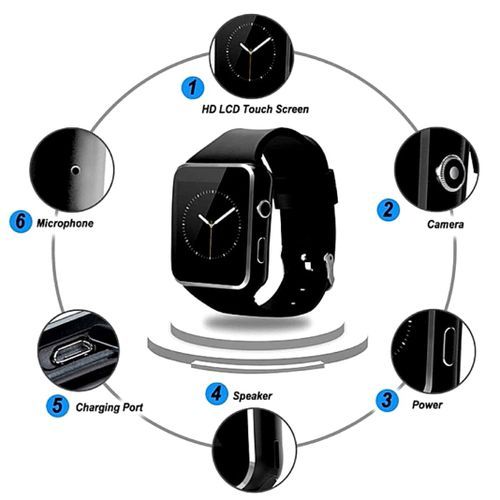 1
HD LCD Touch Screen
2
Camera
3
Power
4
Speaker
5
Charging Port
6
Microphone